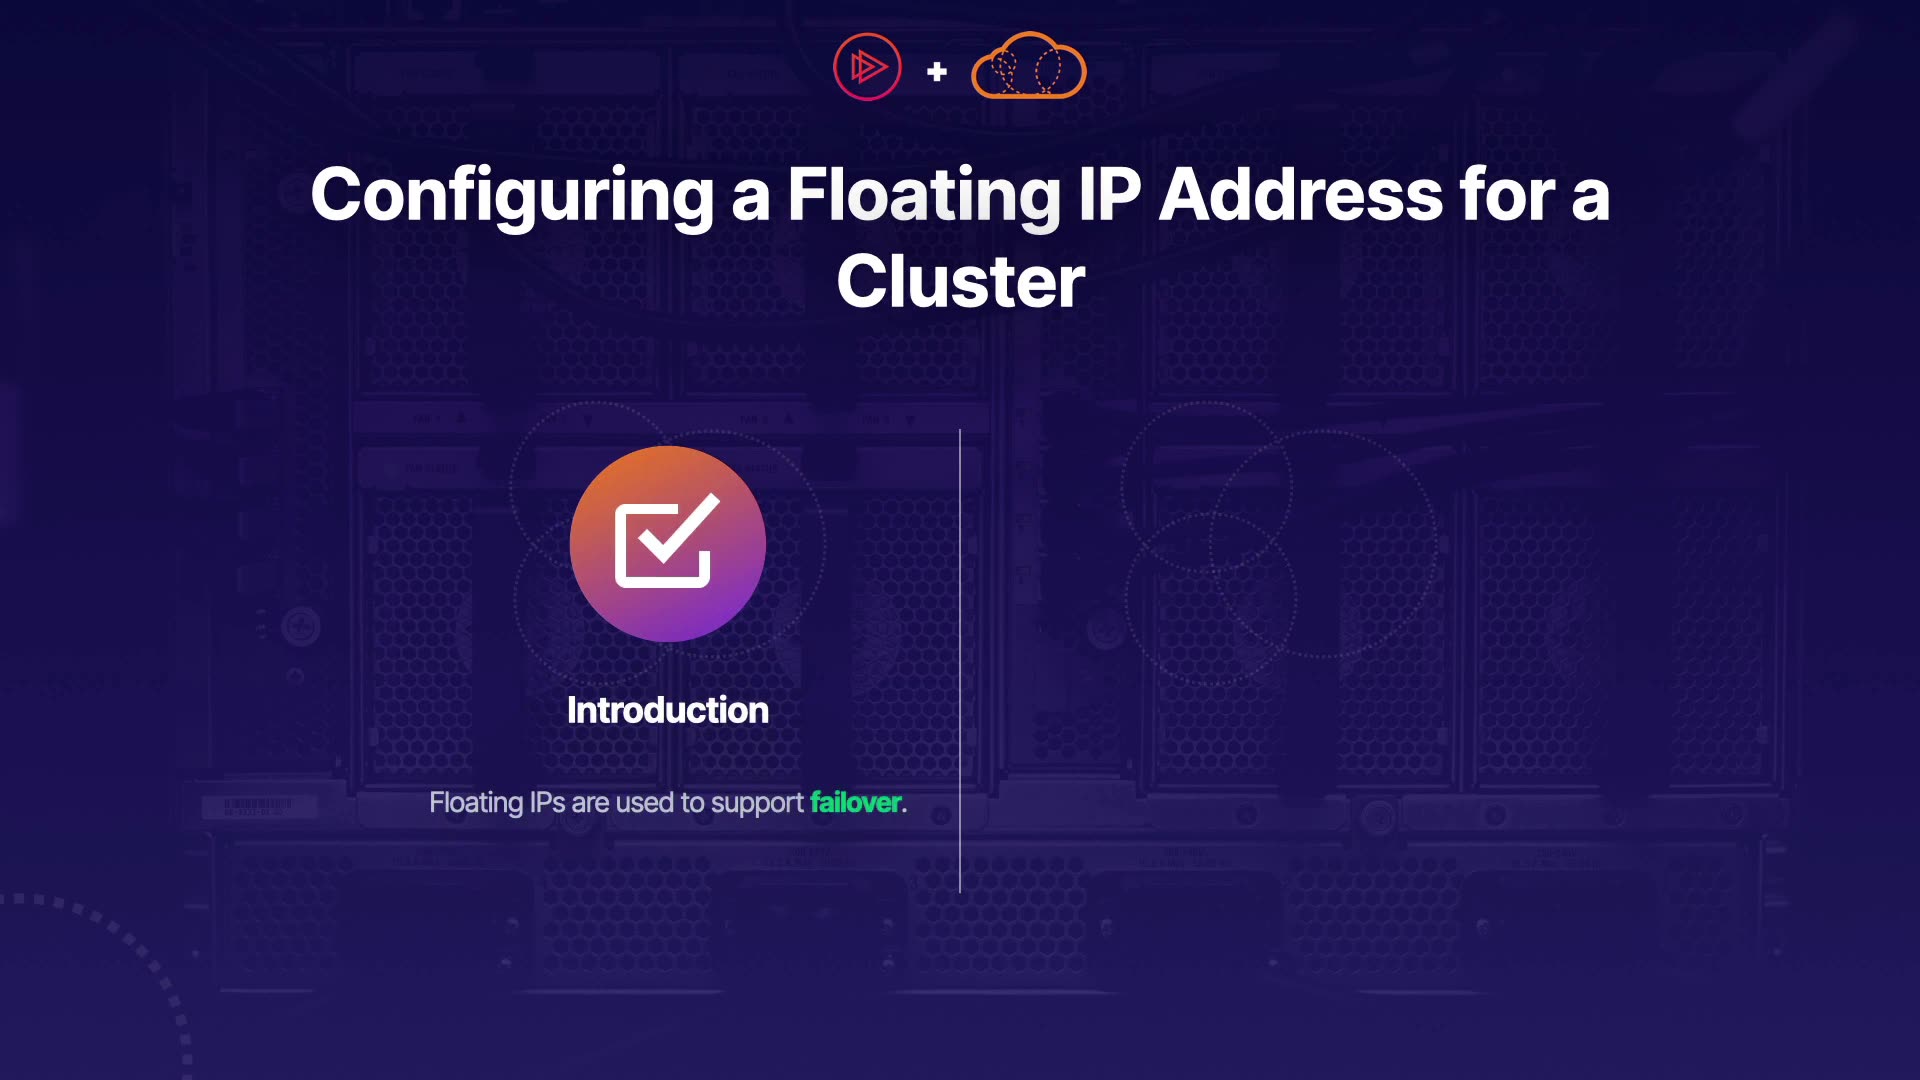 Configuring a Floating IP Address for a
Cluster
Introduction
Floating IPs are used to support failover.